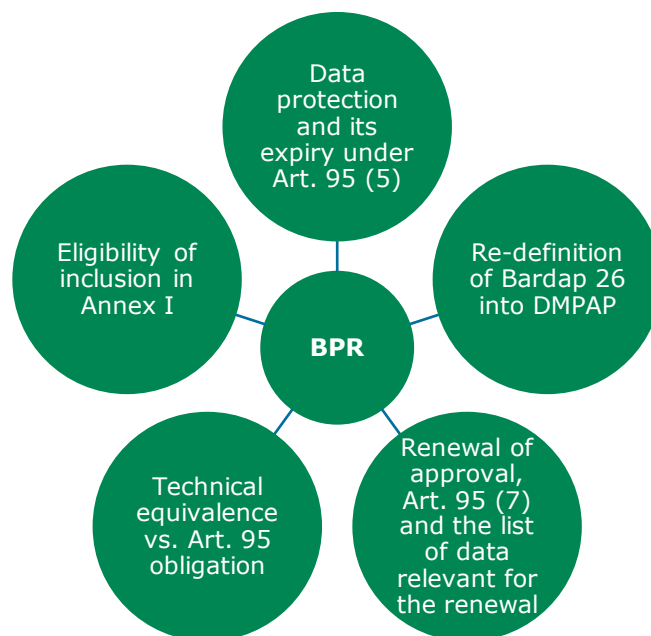 Data
protection
and its
expiry under
Art. 95 (5)
Eligibility of
inclusion in
Annex I
Re-definition
of Bardap 26
into DMPAP
BPR
Technical
equivalence
vs. Art. 95
obligation
Renewal of
approval,
Art. 95 (7)
and the list
of data
relevant for
the renewal